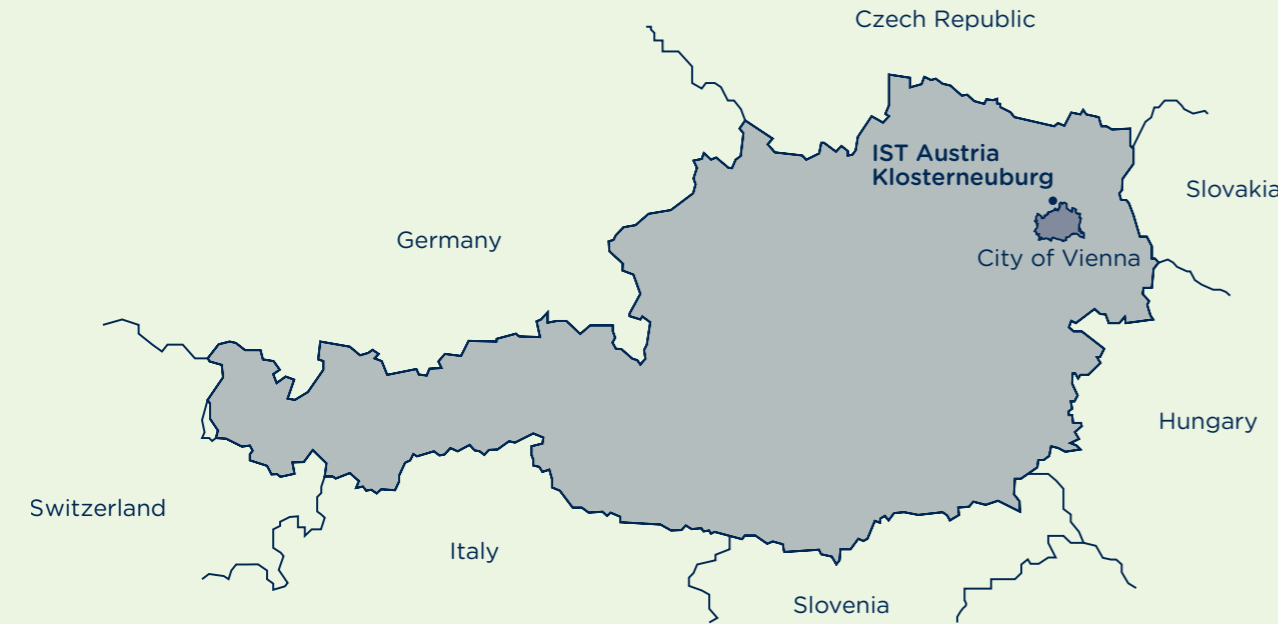 Czech Republic
IST Austria
Klosterneuburg
Slovakia
Germany
City of Vienna
Hungary
Switzerland
Italy
Slovenia